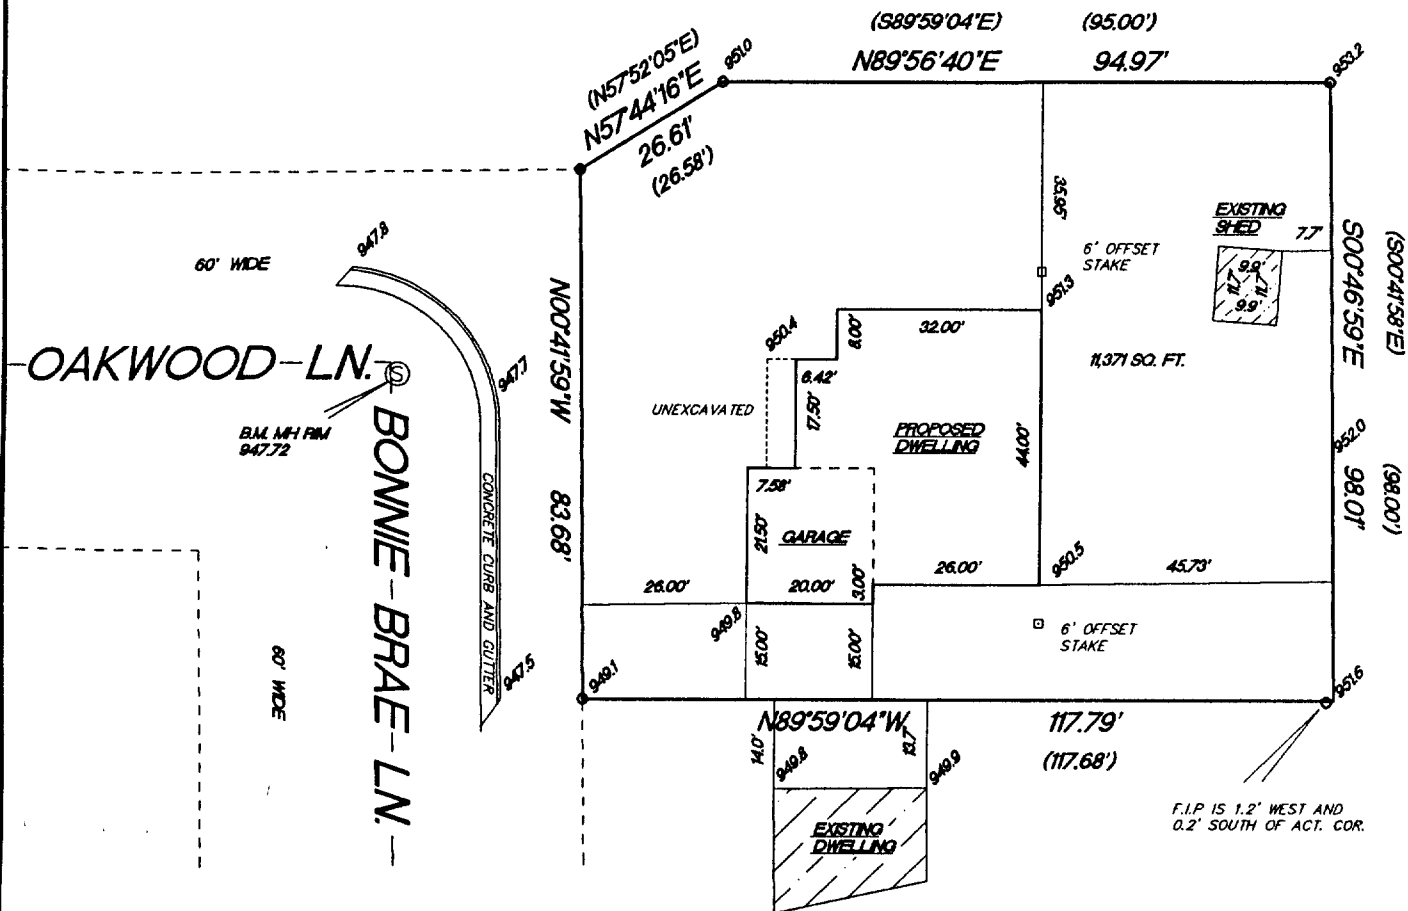 (S89°59'04"E) (95.00')
N89°56'40"E 94.97'
(N57°52'05"E)
N57°44'16"E
26.61'
(26.58')
951.0
953.2
35.95'
EXISTING
SHED
7.7'
9.9'
11.7'
11.7'
9.9'
6' OFFSET
STAKE
951.3
S00°46'59"E 98.01'
(S00°41'58"E) (98.00')
952.0
60' WIDE
947.8
947.7
OAKWOOD LN.
S
B.M. MH RIM
947.72
BONNIE BRAE LN.
CONCRETE CURB AND GUTTER
947.5
60' WIDE
N00°41'59"W 83.68'
950.4
8.00'
32.00'
6.42'
17.50'
UNEXCAVATED
PROPOSED
DWELLING
44.00'
11,371 SQ. FT.
7.58'
21.50'
GARAGE
26.00'
20.00'
3.00'
26.00'
950.5
45.73'
949.8
15.00'
15.00'
6' OFFSET
STAKE
949.1
951.6
N89°59'04"W 117.79'
(117.68')
14.0'
949.8
13.7'
949.9
EXISTING
DWELLING
F.I.P IS 1.2' WEST AND
0.2' SOUTH OF ACT. COR.